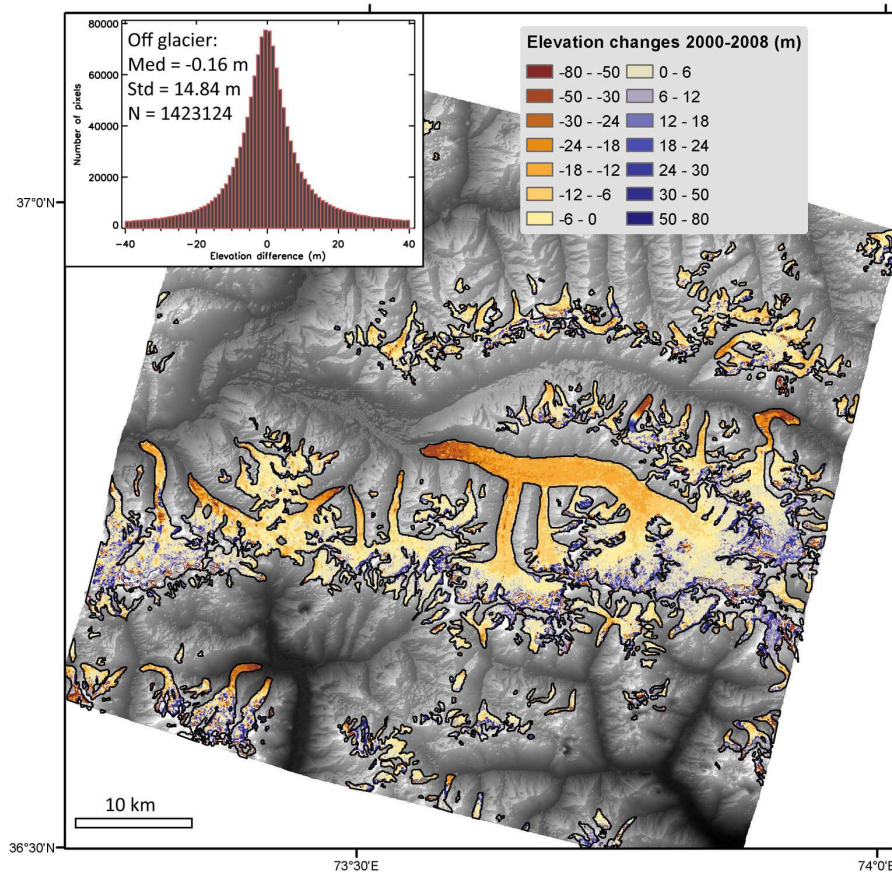 80000
60000
40000
20000
0
Number of pixels
Off glacier:
Med = -0.16 m
Std = 14.84 m
N = 1423124
-40 -20 0 20 40
Elevation difference (m)
Elevation changes 2000-2008 (m)
-80 - -50 0 - 6
-50 - -30 6 - 12
-30 - -24 12 - 18
-24 - -18 18 - 24
-18 - -12 24 - 30
-12 - -6 30 - 50
-6 - 0 50 - 80
37°0'N
10 km
36°30'N
73°30'E 74°0'E